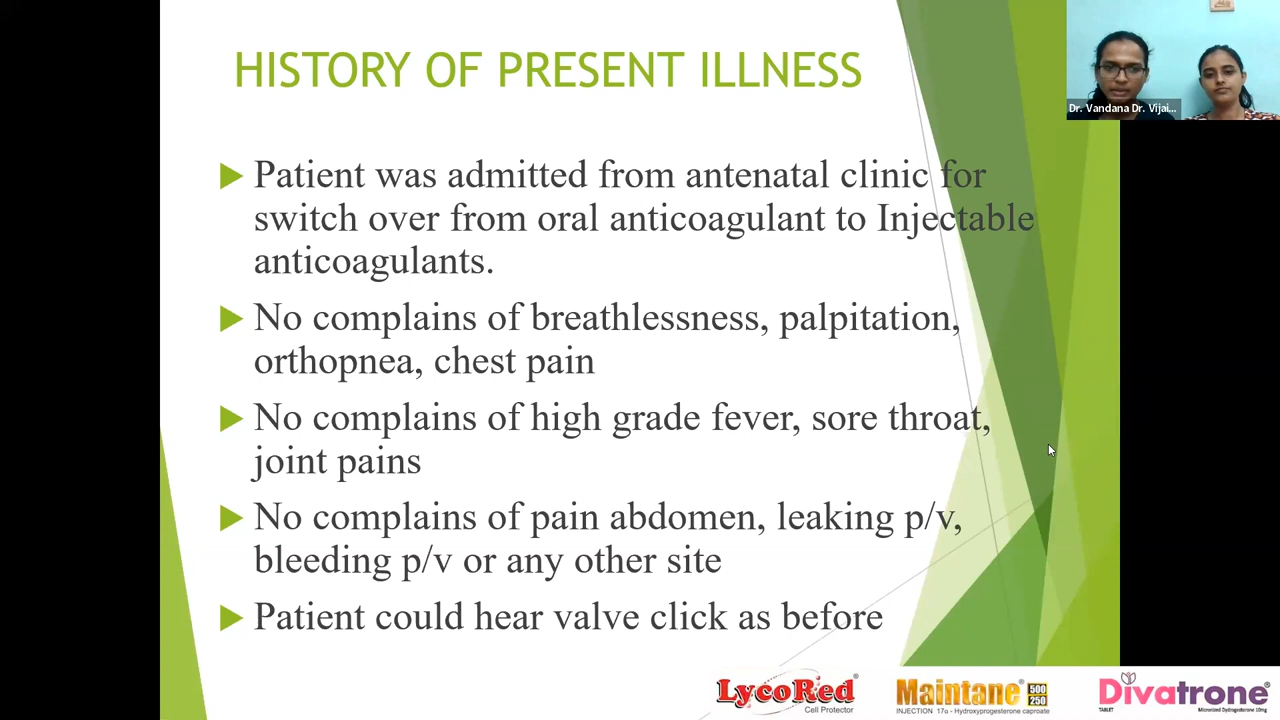 HISTORY OF PRESENT ILLNESS
Dr. Vandana Dr. Vijai...
Patient was admitted from antenatal clinic for
switch over from oral anticoagulant to Injectable
anticoagulants.
No complains of breathlessness, palpitation,
orthopnea, chest pain
No complains of high grade fever, sore throat,
joint pains
No complains of pain abdomen, leaking p/v,
bleeding p/v or any other site
Patient could hear valve click as before
LycoRed®
Cell Protector
Maintane® 500 250
INJECTION 17α - Hydroxyprogesterone caproate
Divatrone®
TABLET Micronized Dydrogesterone 10mg